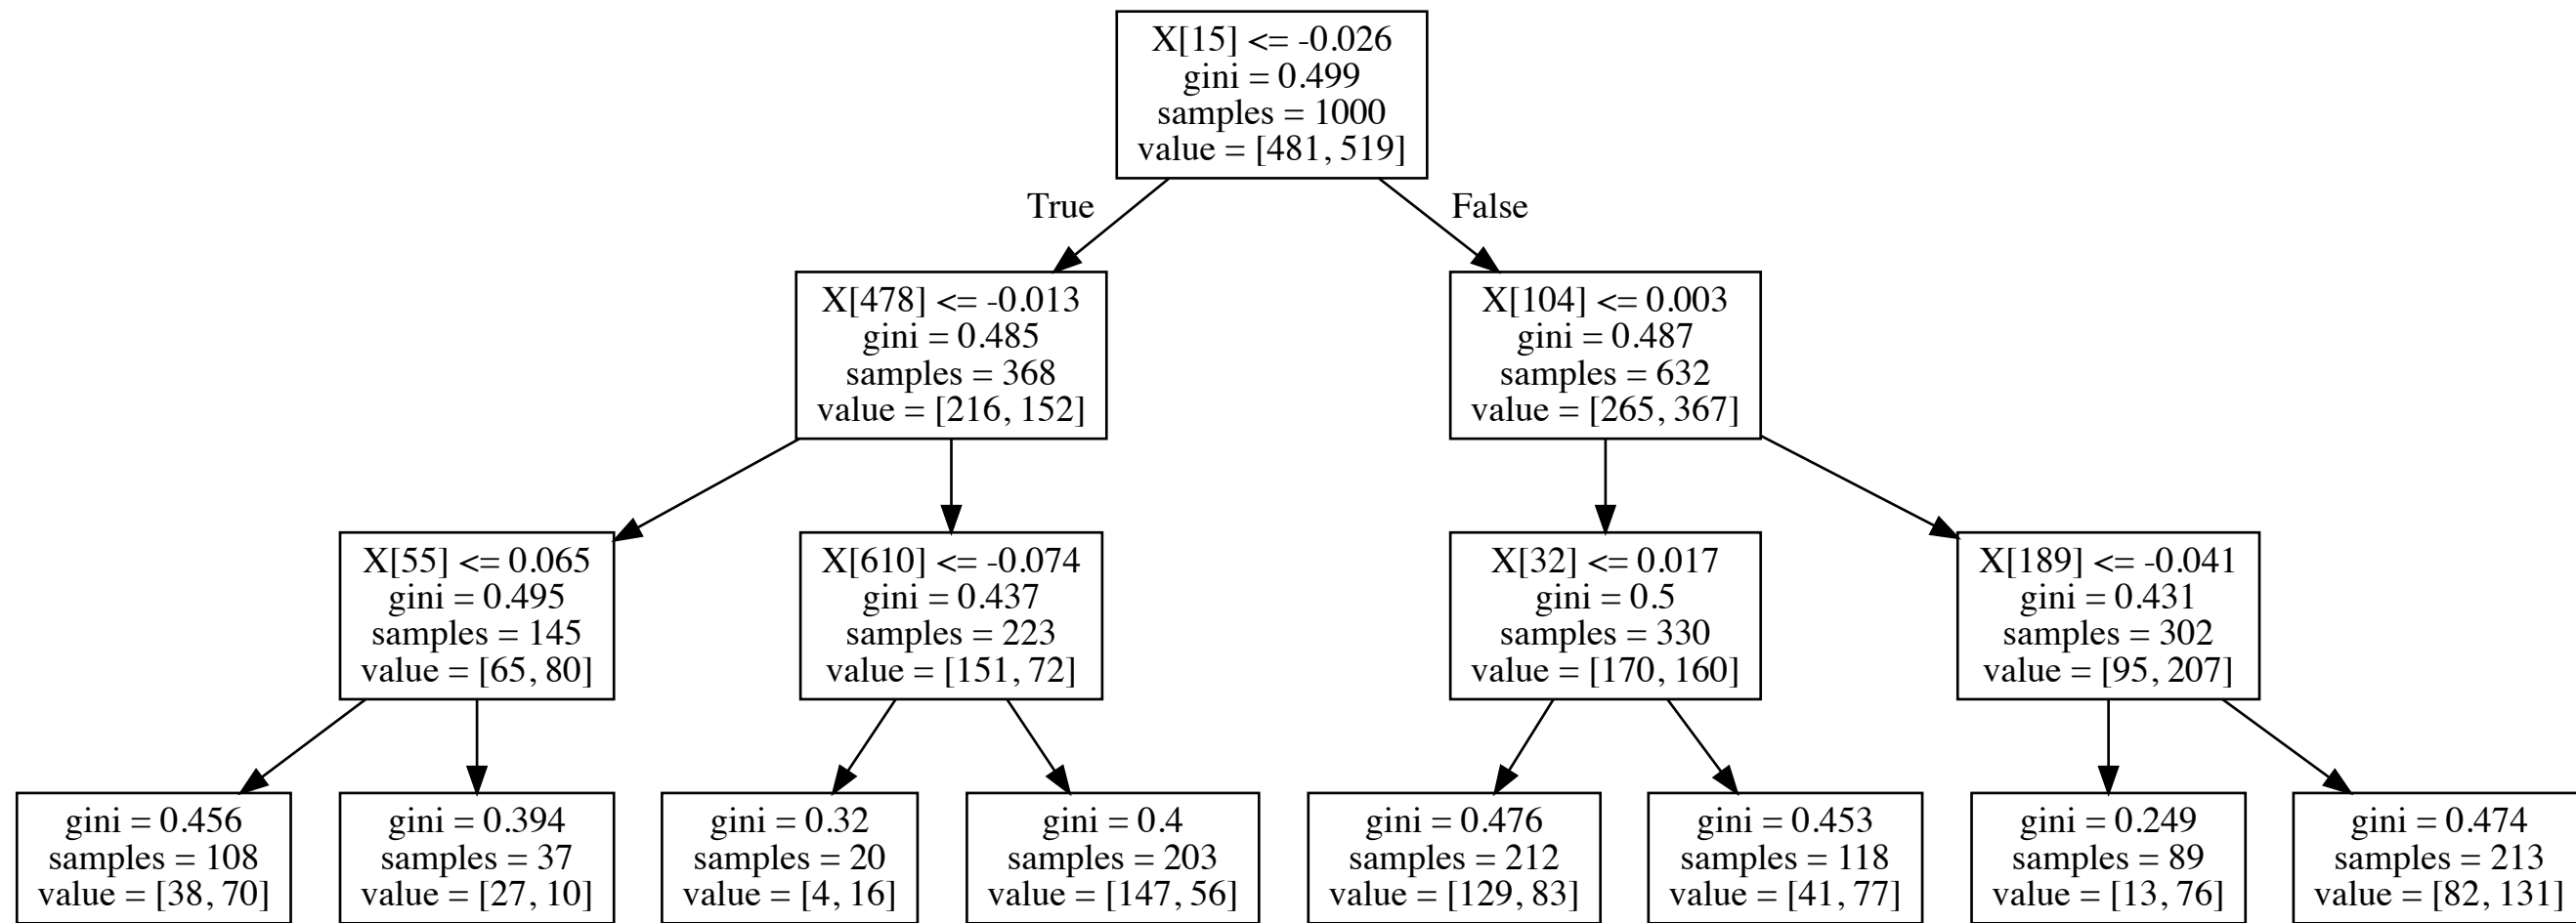 X[15] <= -0.026
gini = 0.499
samples = 1000
value = [481, 519]
True
False
X[478] <= -0.013
gini = 0.485
samples = 368
value = [216, 152]
X[104] <= 0.003
gini = 0.487
samples = 632
value = [265, 367]
X[55] <= 0.065
gini = 0.495
samples = 145
value = [65, 80]
X[610] <= -0.074
gini = 0.437
samples = 223
value = [151, 72]
X[32] <= 0.017
gini = 0.5
samples = 330
value = [170, 160]
X[189] <= -0.041
gini = 0.431
samples = 302
value = [95, 207]
gini = 0.456
samples = 108
value = [38, 70]
gini = 0.394
samples = 37
value = [27, 10]
gini = 0.32
samples = 20
value = [4, 16]
gini = 0.4
samples = 203
value = [147, 56]
gini = 0.476
samples = 212
value = [129, 83]
gini = 0.453
samples = 118
value = [41, 77]
gini = 0.249
samples = 89
value = [13, 76]
gini = 0.474
samples = 213
value = [82, 131]